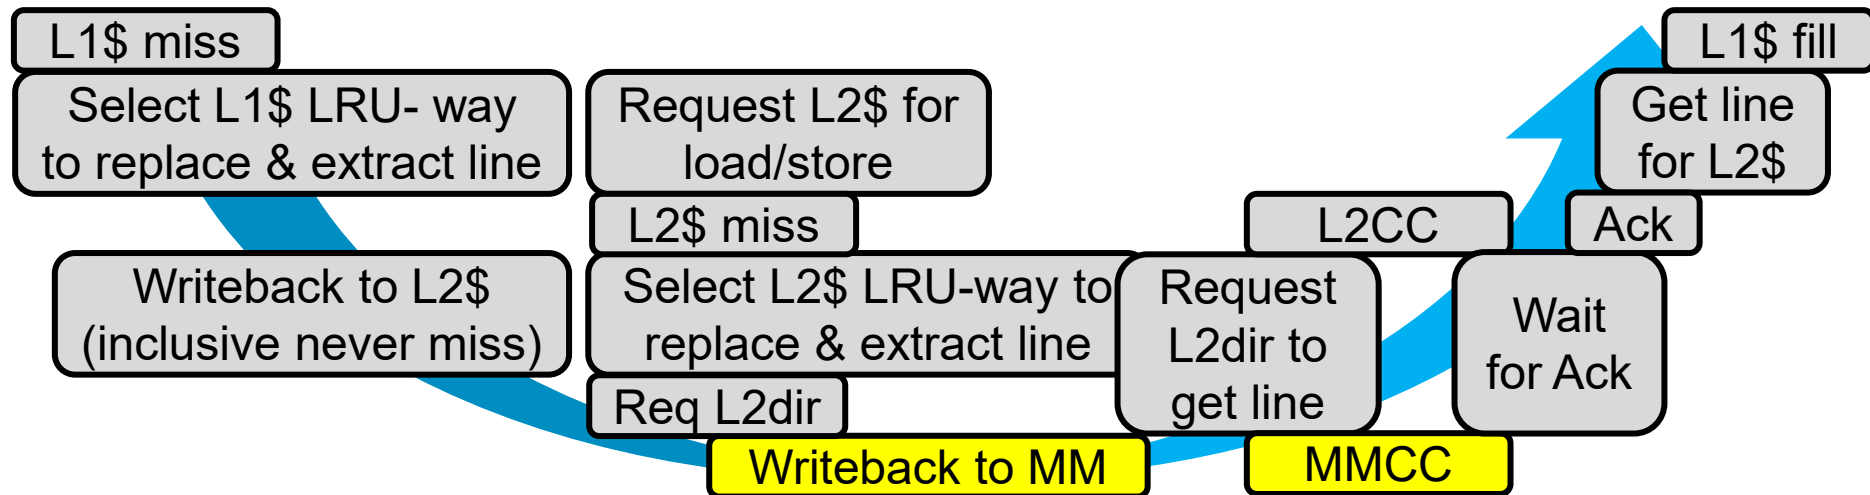 L1$ miss
Select L1$ LRU- way
to replace & extract line
Writeback to L2$
(inclusive never miss)
Request L2$ for
load/store
L2$ miss
Select L2$ LRU-way to
replace & extract line
Req L2dir
Writeback to MM
Request
L2dir to
get line
L2CC
MMCC
Wait
for Ack
Ack
Get line
for L2$
L1$ fill